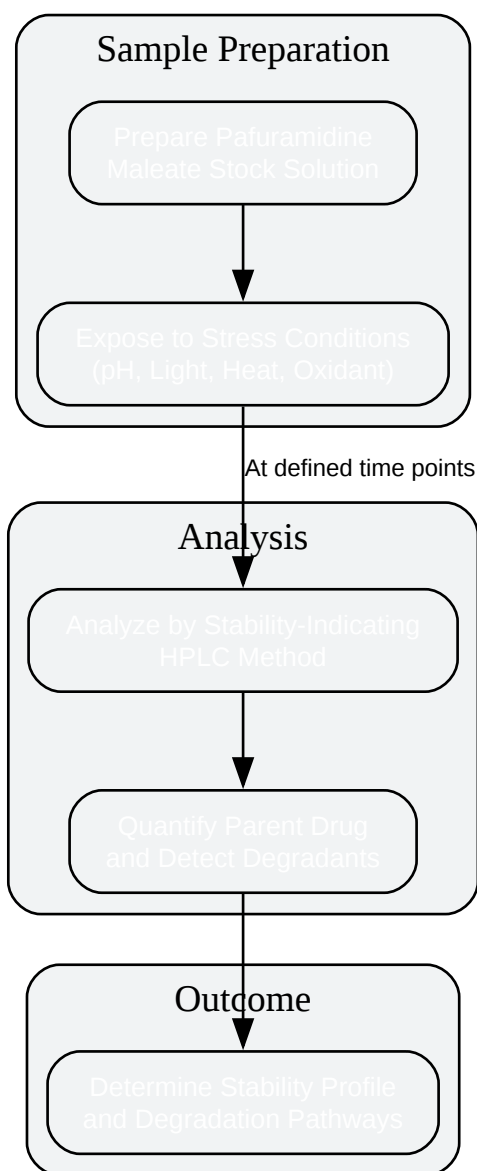 Sample Preparation
Prepare Pafuramidine
Maleate Stock Solution
Expose to Stress Conditions
(pH, Light, Heat, Oxidant)
At defined time points
Analysis
Analyze by Stability-Indicating
HPLC Method
Quantify Parent Drug
and Detect Degradants
Outcome
Determine Stability Profile
and Degradation Pathways